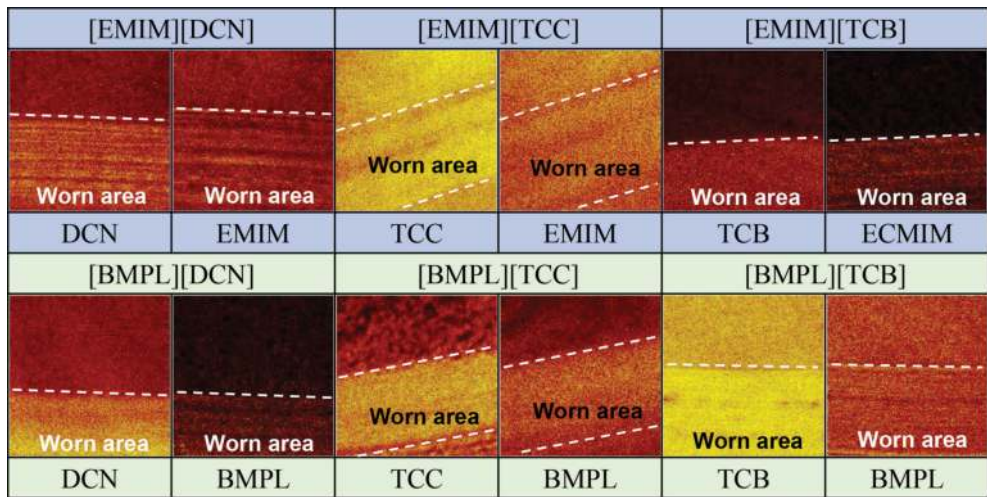 [EMIM][DCN] [EMIM][TCC] [EMIM][TCB]
Worn area Worn area Worn area Worn area Worn area Worn area
DCN EMIM TCC EMIM TCB ECMIM
[BMPL][DCN] [BMPL][TCC] [BMPL][TCB]
Worn area Worn area Worn area Worn area Worn area Worn area
DCN BMPL TCC BMPL TCB BMPL